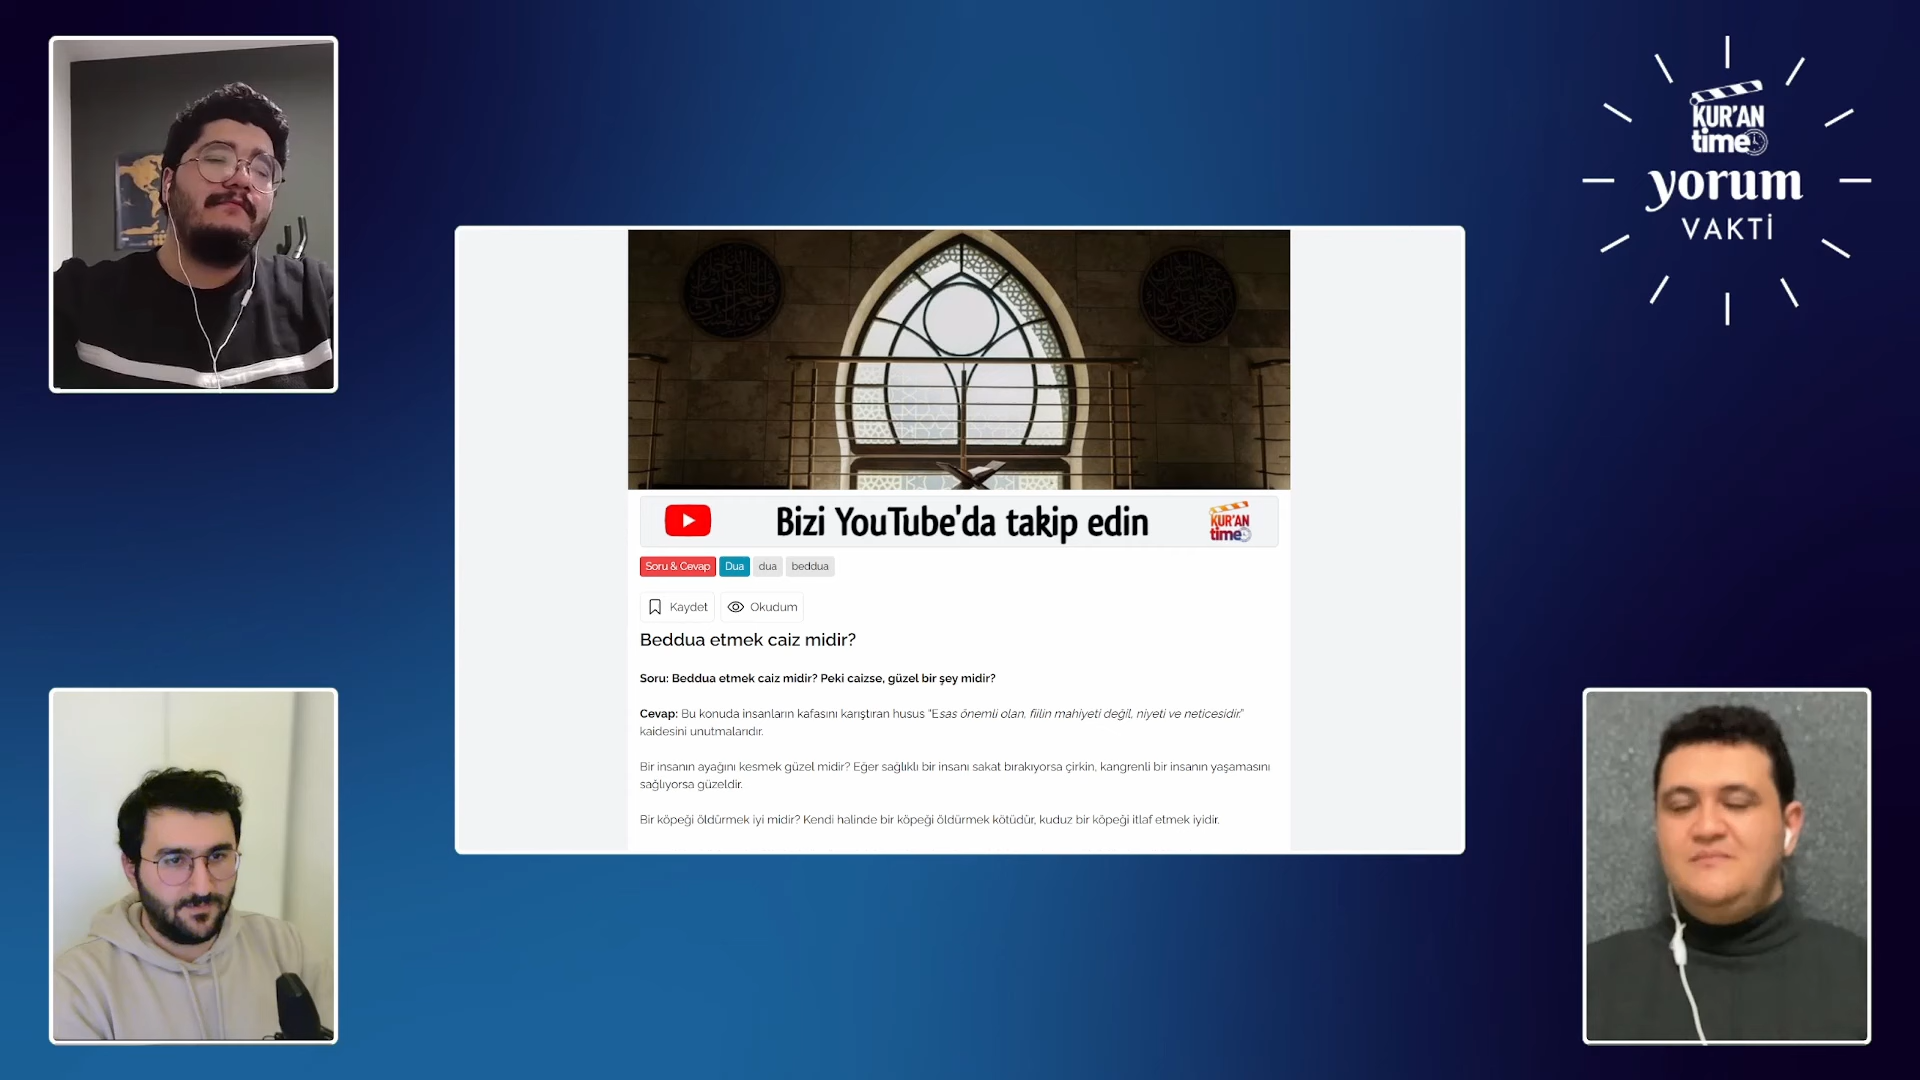 KUR'AN
time
yorum
VAKTİ
Bizi YouTube'da takip edin
KUR'AN
time
Soru & Cevap Dua dua beddua
Kaydet Okudum
Beddua etmek caiz midir?
Soru: Beddua etmek caiz midir? Peki caizse, güzel bir şey midir?
Cevap: Bu konuda insanların kafasını karıştıran husus "Esas önemli olan, fiilin mahiyeti değil, niyeti ve neticesidir."
kaidesini unutmalarıdır.
Bir insanın ayağını kesmek güzel midir? Eğer sağlıklı bir insanı sakat bırakıyorsa çirkin, kangrenli bir insanın yaşamasını
sağlıyorsa güzeldir.
Bir köpeği öldürmek iyi midir? Kendi halinde bir köpeği öldürmek kötüdür, kuduz bir köpeği itlaf etmek iyidir.